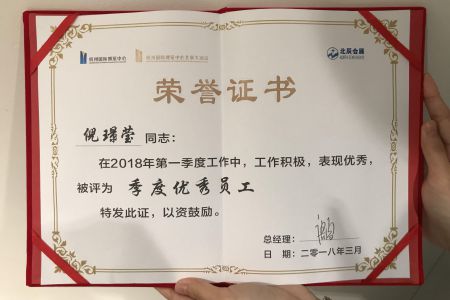 杭州国际博览中心
杭州国际博览中心北辰大酒店
北辰会展
荣誉证书
倪璟莹 同志：
在2018年第一季度工作中，工作积极，表现优秀，
被评为 季度优秀员工
特发此证，以资鼓励。
总经理：
日 期：二零一八年三月